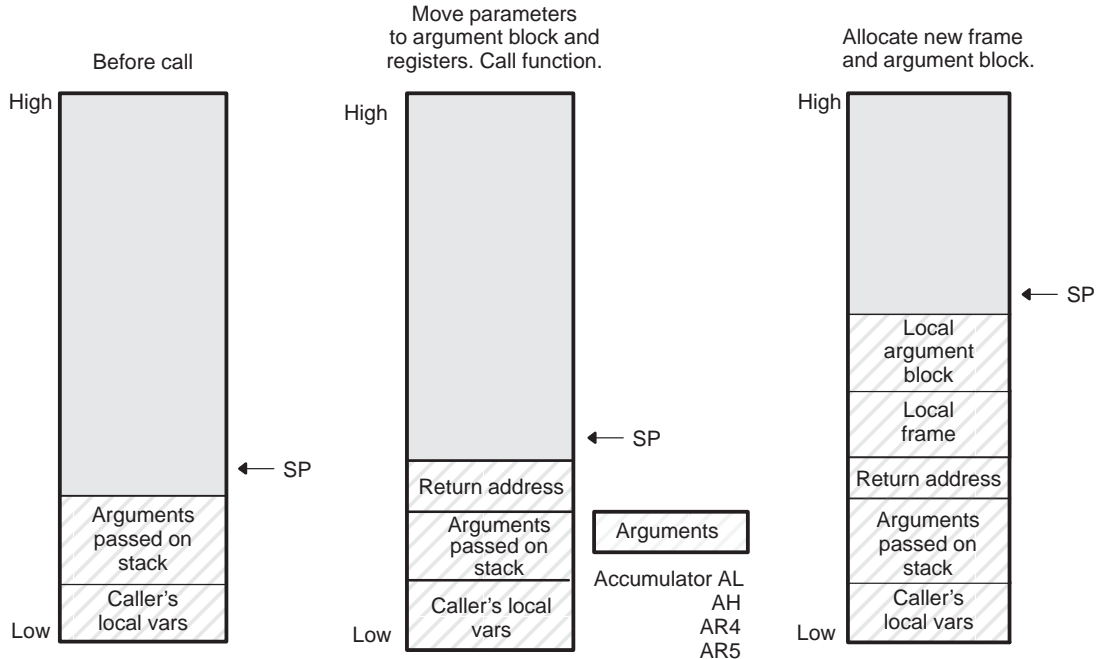 Before call
High
SP
Arguments
passed on
stack
Caller's
local vars
Low
Move parameters
to argument block and
registers. Call function.
High
SP
Return address
Arguments
passed on
stack
Caller's local
vars
Low
Arguments
Accumulator AL
AH
AR4
AR5
Allocate new frame
and argument block.
High
SP
Local
argument
block
Local
frame
Return address
Arguments
passed on
stack
Caller's
local vars
Low